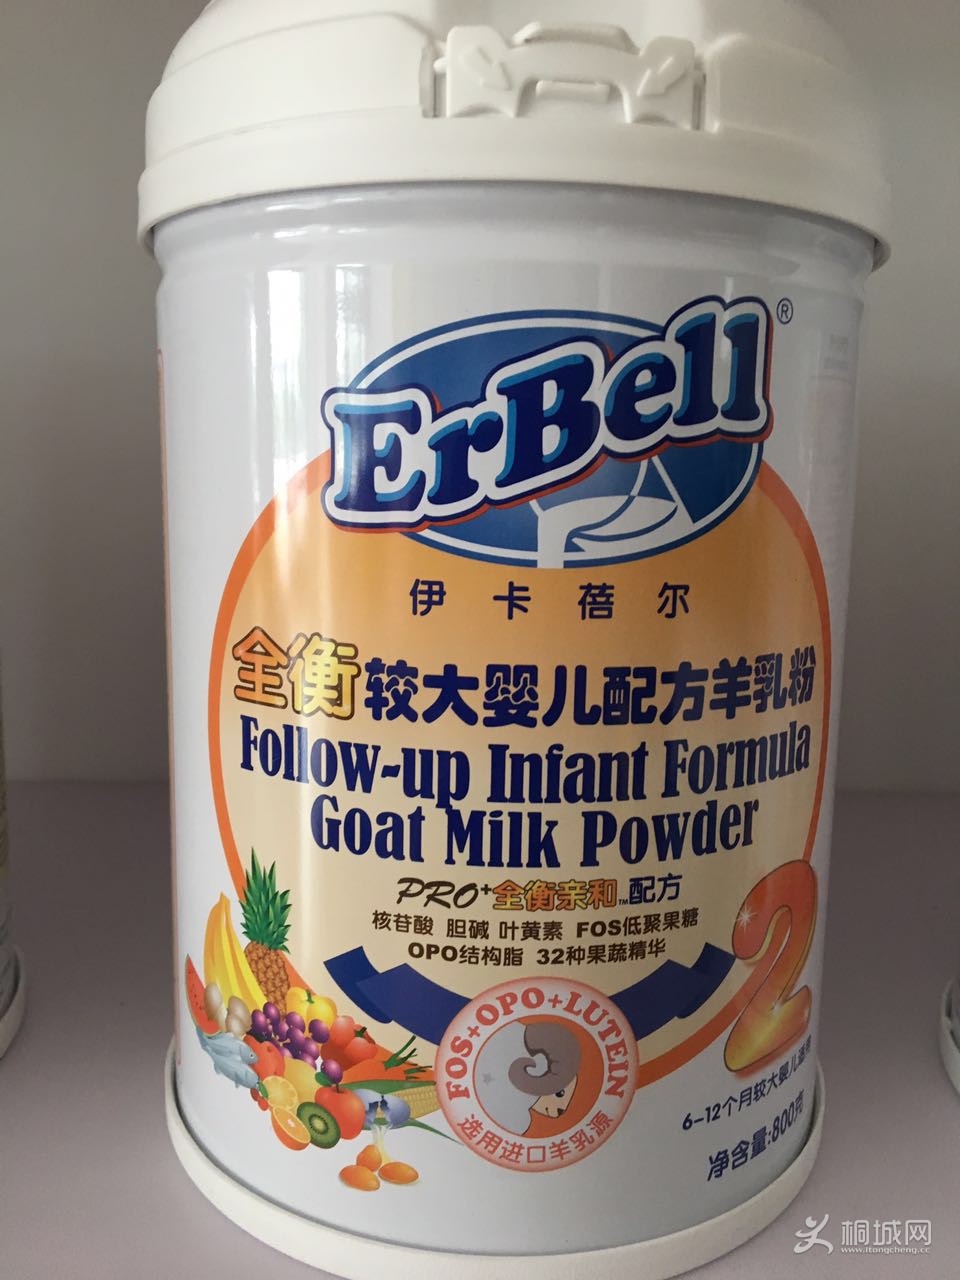 ErBell®
伊卡蓓尔
全衡较大婴儿配方羊乳粉
Follow-up Infant Formula
Goat Milk Powder
PRO+全衡亲和™配方
核苷酸 胆碱 叶黄素 FOS低聚果糖
OPO结构脂 32种果蔬精华
2
FOS+OPO+LUTEIN
选用进口羊乳源
6-12个月较大婴儿适用
净含量:800克
桐城网
www.itongcheng.cc